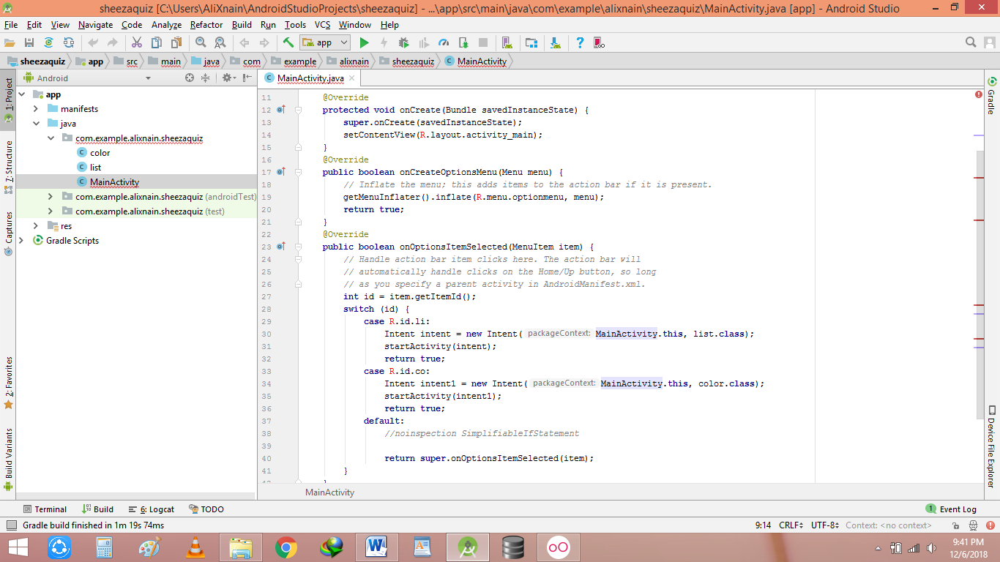 sheezaquiz [C:\Users\AliXnain\AndroidStudioProjects\sheezaquiz] - ...\app\src\main\java\com\example\alixnain\sheezaquiz\MainActivity.java [app] - Android Studio
File Edit View Navigate Code Analyze Refactor Build Run Tools VCS Window Help
app
sheezaquiz app src main java com example alixnain sheezaquiz MainActivity
1: Project
Z: Structure
Captures
2: Favorites
Build Variants
Android
app
manifests
java
com.example.alixnain.sheezaquiz
color
list
MainActivity
com.example.alixnain.sheezaquiz (androidTest)
com.example.alixnain.sheezaquiz (test)
res
Gradle Scripts
MainActivity.java
11 @Override
12 protected void onCreate(Bundle savedInstanceState) {
13 super.onCreate(savedInstanceState);
14 setContentView(R.layout.activity_main);
15 }
16 @Override
17 public boolean onCreateOptionsMenu(Menu menu) {
18 // Inflate the menu; this adds items to the action bar if it is present.
19 getMenuInflater().inflate(R.menu.optionmenu, menu);
20 return true;
21 }
22 @Override
23 public boolean onOptionsItemSelected(MenuItem item) {
24 // Handle action bar item clicks here. The action bar will
25 // automatically handle clicks on the Home/Up button, so long
26 // as you specify a parent activity in AndroidManifest.xml.
27 int id = item.getItemId();
28 switch (id) {
29 case R.id.li:
30 Intent intent = new Intent( packageContext: MainActivity.this, list.class);
31 startActivity(intent);
32 return true;
33 case R.id.co:
34 Intent intent1 = new Intent( packageContext: MainActivity.this, color.class);
35 startActivity(intent1);
36 return true;
37 default:
38 //noinspection SimplifiableIfStatement
39
40 return super.onOptionsItemSelected(item);
41 }
42 }
MainActivity
Gradle
Device File Explorer
Terminal Build 6: Logcat TODO 1 Event Log
Gradle build finished in 1m 19s 74ms 9:14 CRLF UTF-8 Context: <no context>
9:41 PM
12/6/2018